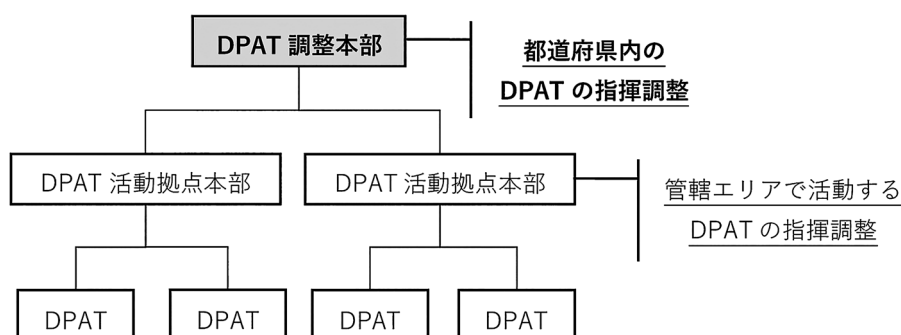 DPAT 調整本部
都道府県内の
DPAT の指揮調整
DPAT 活動拠点本部
DPAT 活動拠点本部
管轄エリアで活動する
DPAT の指揮調整
DPAT
DPAT
DPAT
DPAT